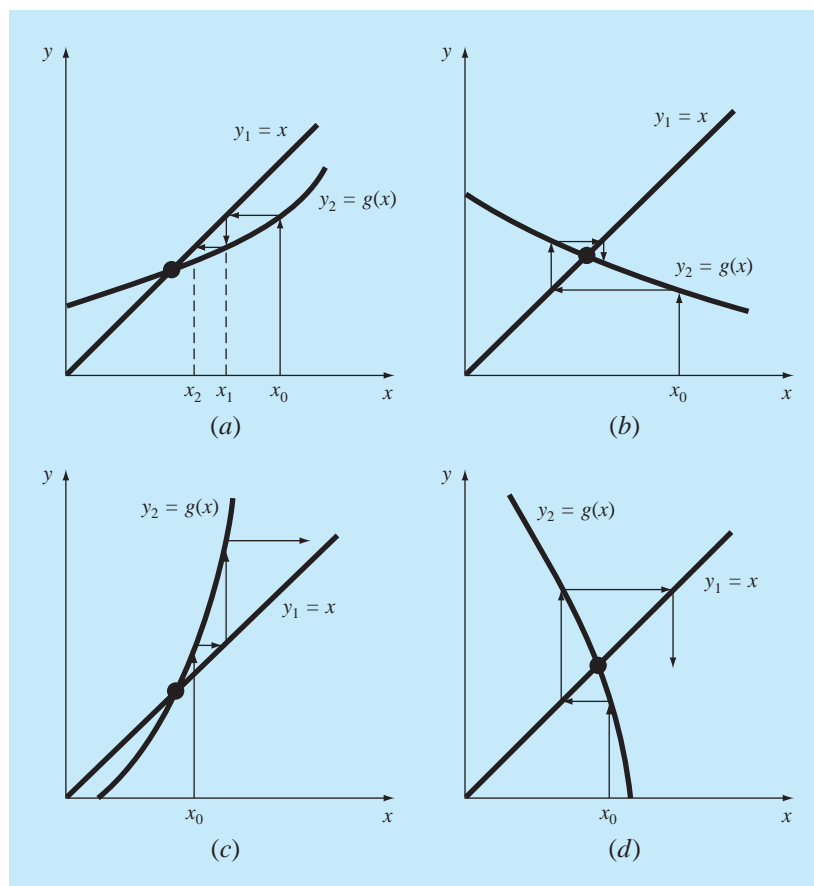 y
y₁ = x
y₂ = g(x)
x₂ x₁ x₀ x
(a)
y
y₁ = x
y₂ = g(x)
x₀ x
(b)
y
y₂ = g(x)
y₁ = x
x₀ x
(c)
y
y₂ = g(x)
y₁ = x
x₀ x
(d)